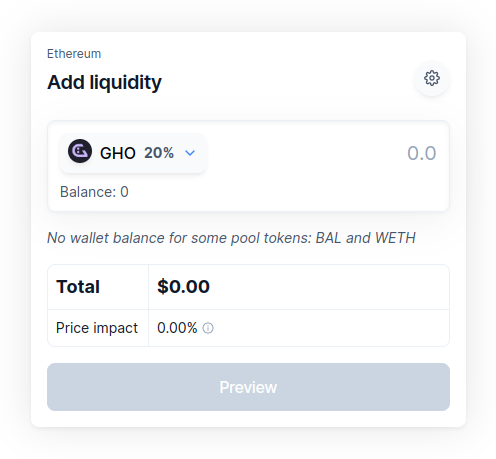 Ethereum
Add liquidity
GHO 20% 0.0
Balance: 0
No wallet balance for some pool tokens: BAL and WETH
Total $0.00
Price impact 0.00%
Preview